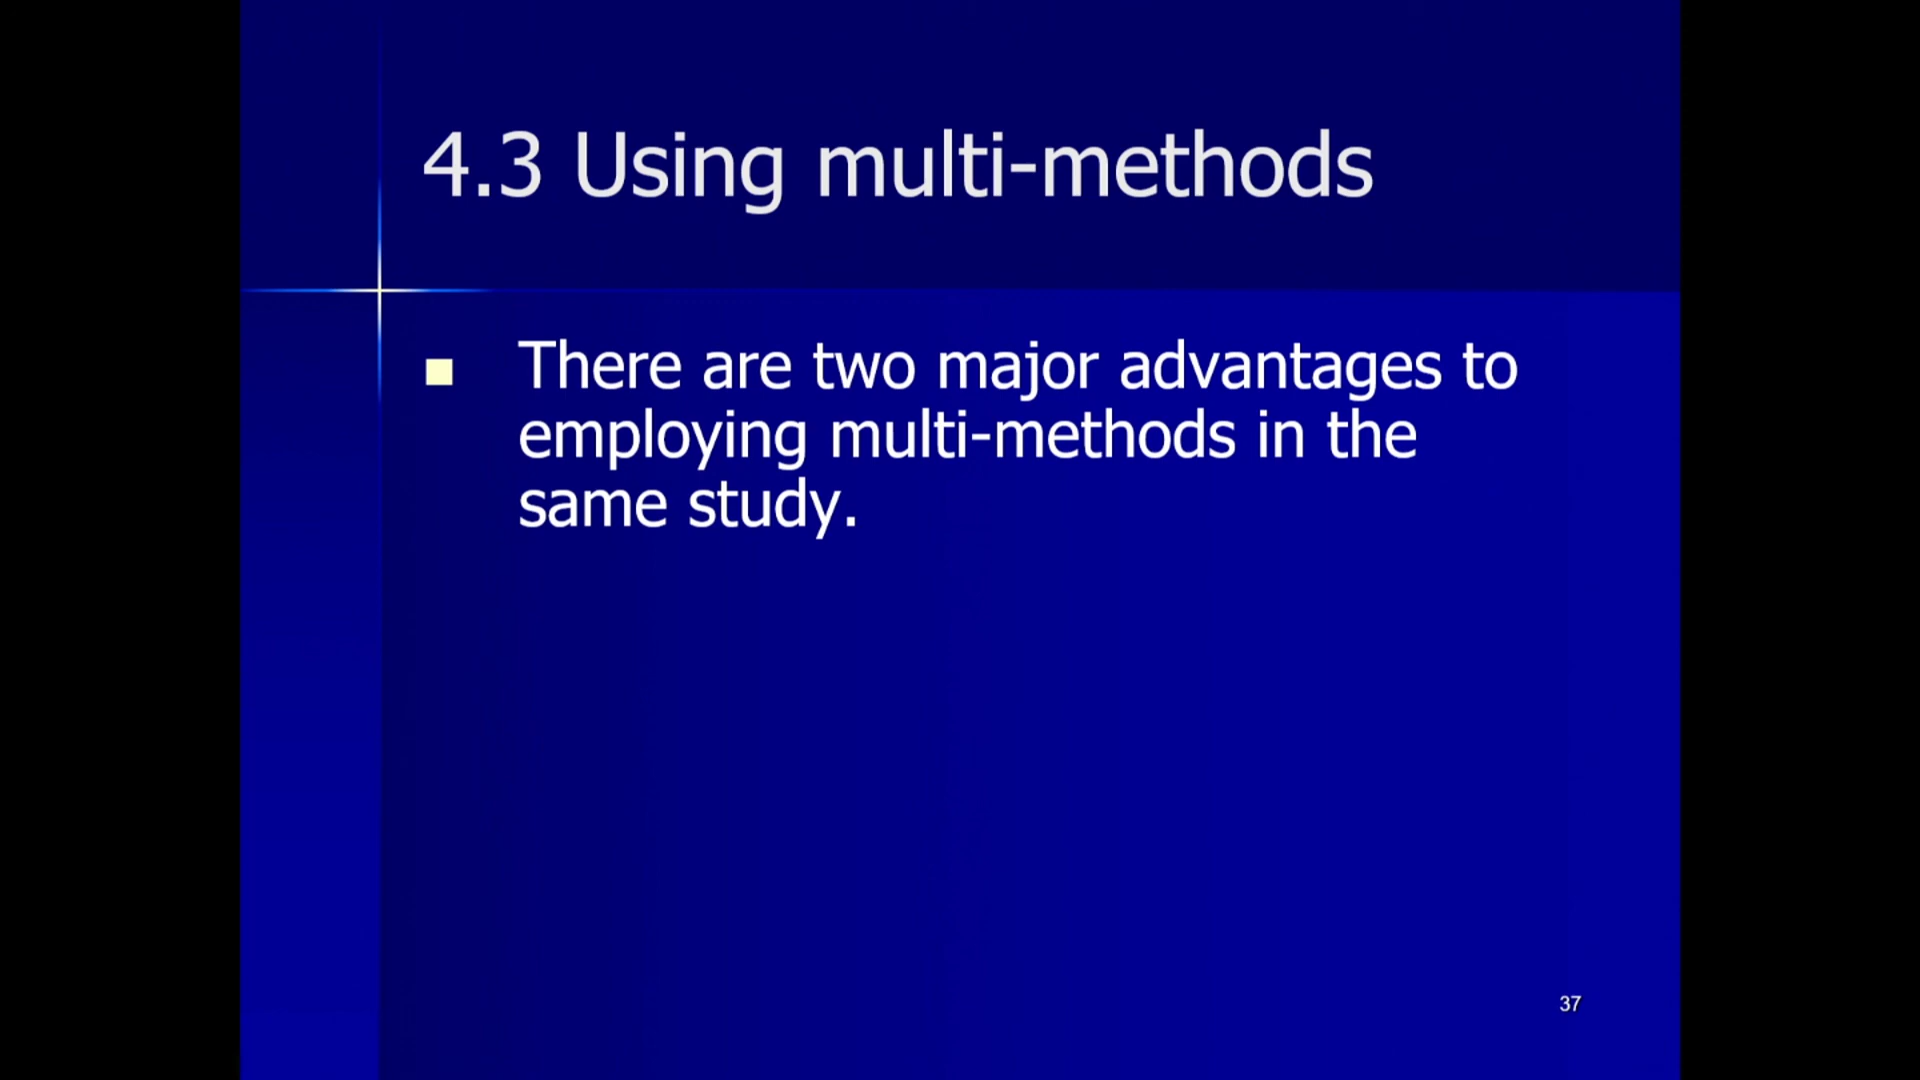 4.3 Using multi-methods
There are two major advantages to
employing multi-methods in the
same study.
37